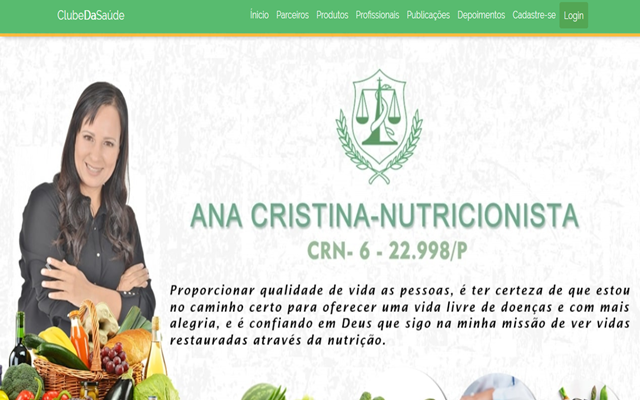 ClubeDaSaúde
Início Parceiros Produtos Profissionais Publicações Depoimentos Cadastre-se Login
ANA CRISTINA-NUTRICIONISTA
CRN- 6 - 22.998/P
Proporcionar qualidade de vida as pessoas, é ter certeza de que estou
no caminho certo para oferecer uma vida livre de doenças e com mais
alegria, e é confiando em Deus que sigo na minha missão de ver vidas
restauradas através da nutrição.